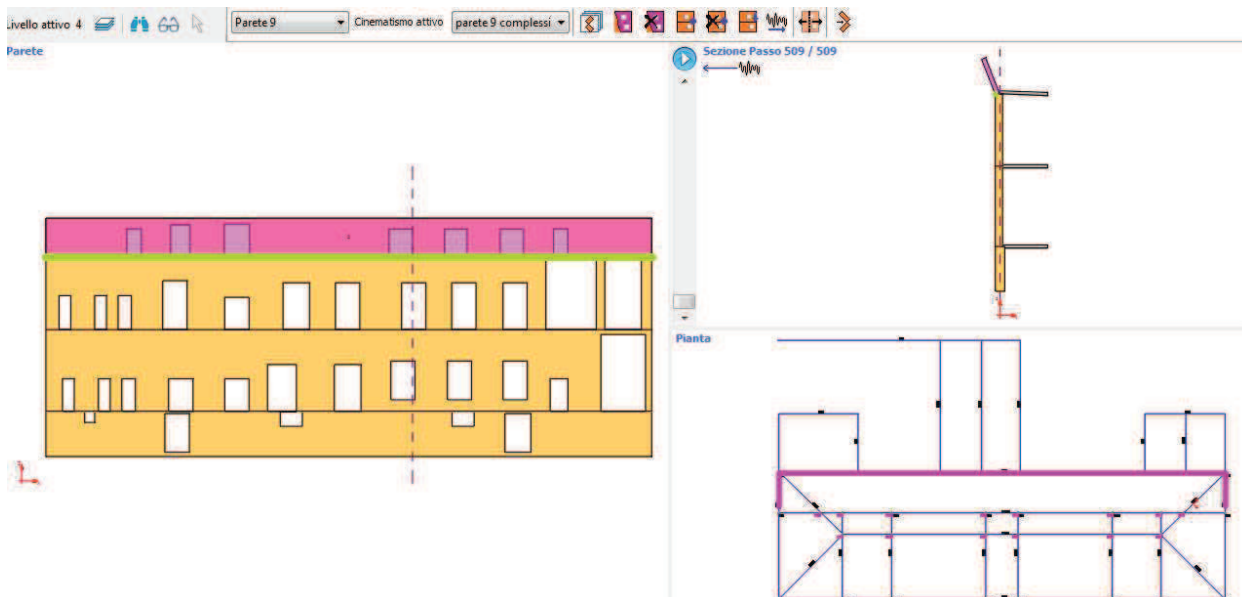 Livello attivo 4
Parete 9
Cinematismo attivo
parete 9 complessi
Parete
Sezione Passo 509 / 509
Pianta